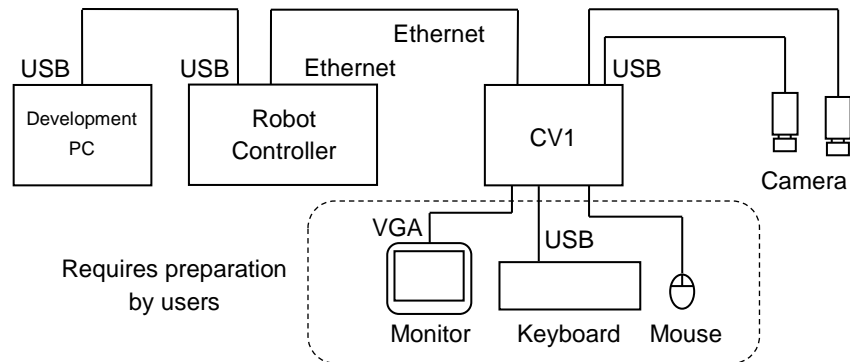 Ethernet
USB
USB
Ethernet
USB
Development
PC
Robot
Controller
CV1
Camera
VGA
USB
Requires preparation
by users
Monitor
Keyboard
Mouse